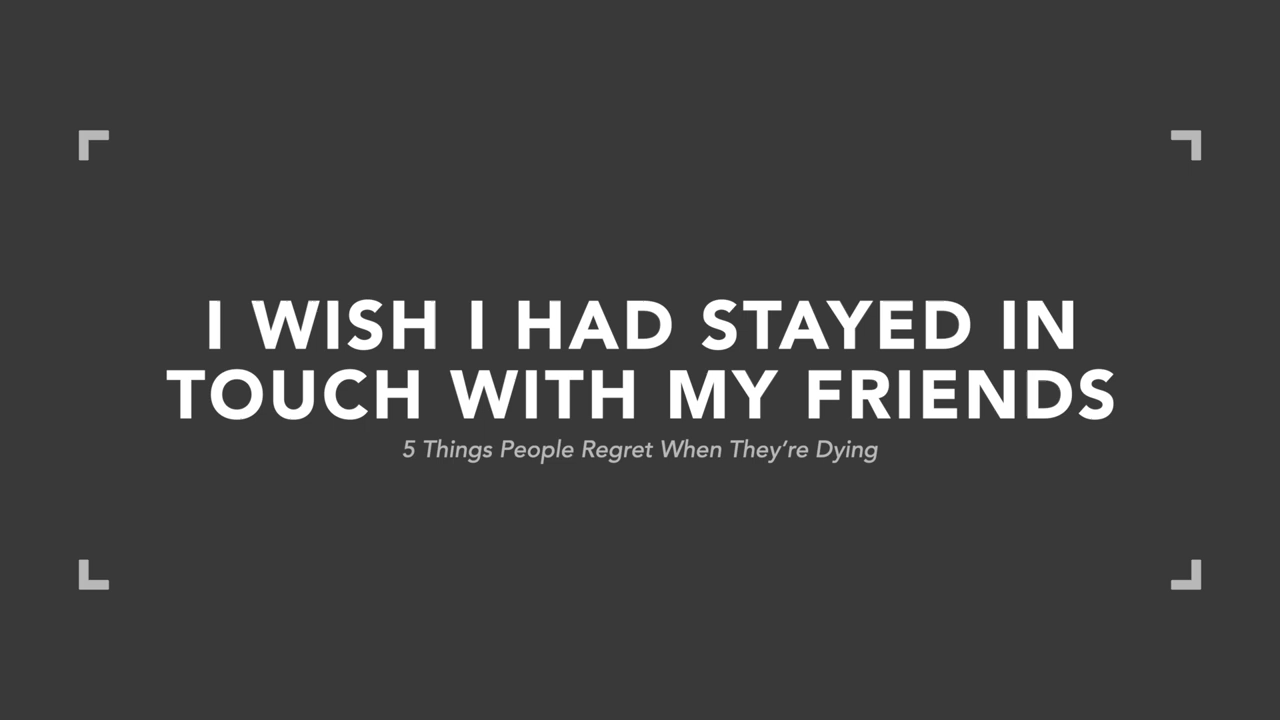 I WISH I HAD STAYED IN
TOUCH WITH MY FRIENDS
5 Things People Regret When They’re Dying